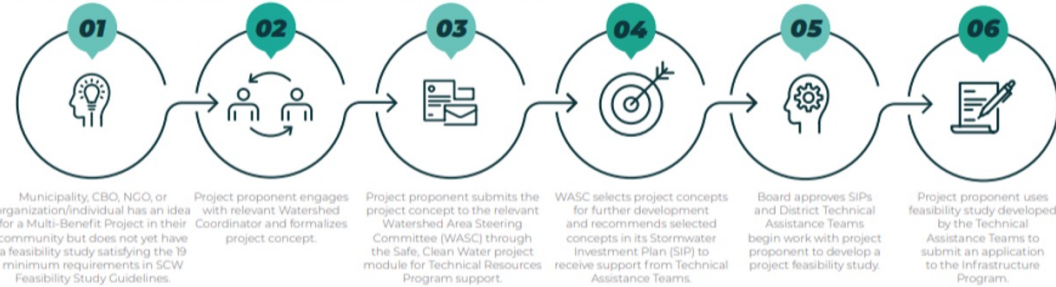 01
Municipality, CBO, NGO, or
organization/individual has an idea
for a Multi-Benefit Project in their
community but does not yet have
a feasibility study satisfying the 19
minimum requirements in SCW
Feasibility Study Guidelines.
02
Project proponent engages
with relevant Watershed
Coordinator and formalizes
project concept.
03
Project proponent submits the
project concept to the relevant
Watershed Area Steering
Committee (WASC) through
the Safe, Clean Water project
module for Technical Resources
Program support.
04
WASC selects project concepts
for further development
and recommends selected
concepts in its Stormwater
Investment Plan (SIP) to
receive support from Technical
Assistance Teams.
05
Board approves SIPs
and District Technical
Assistance Teams
begin work with project
proponent to develop a
project feasibility study.
06
Project proponent uses
feasibility study developed
by the Technical
Assistance Teams to
submit an application
to the Infrastructure
Program.